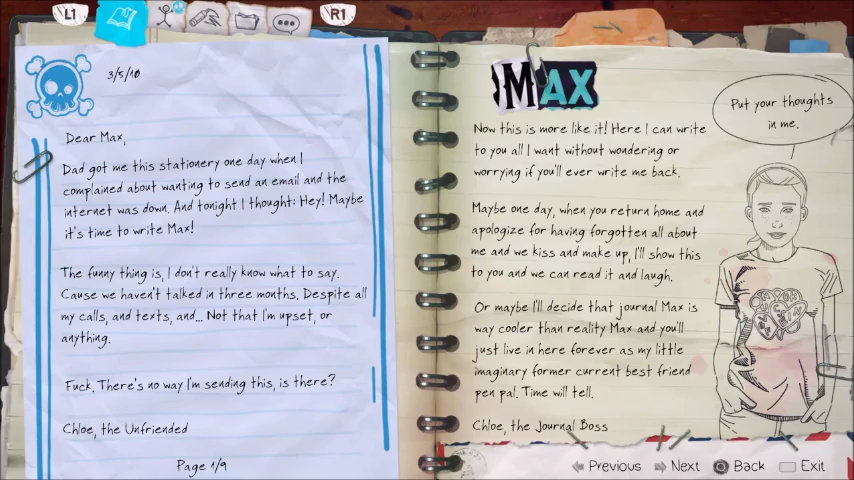 L1
R1
3/5/10
Dear Max,
Dad got me this stationery one day when I
complained about wanting to send an email and the
internet was down. And tonight I thought: Hey! Maybe
it's time to write Max!
The funny thing is, I don't really know what to say.
Cause we haven't talked in three months. Despite all
my calls, and texts, and... Not that I'm upset, or
anything.
Fuck. There's no way I'm sending this, is there?
Chloe, the Unfriended
Page 1/9
MAX
Now this is more like it! Here I can write
to you all I want without wondering or
worrying if you'll ever write me back.
Maybe one day, when you return home and
apologize for having forgotten all about
me and we kiss and make up, I'll show this
to you and we can read it and laugh.
Or maybe I'll decide that journal Max is
way cooler than reality Max and you'll
just live in here forever as my little
imaginary former current best friend
pen pal. Time will tell.
Chloe, the Journal Boss
Put your thoughts
in me.
Previous
Next
Back
Exit